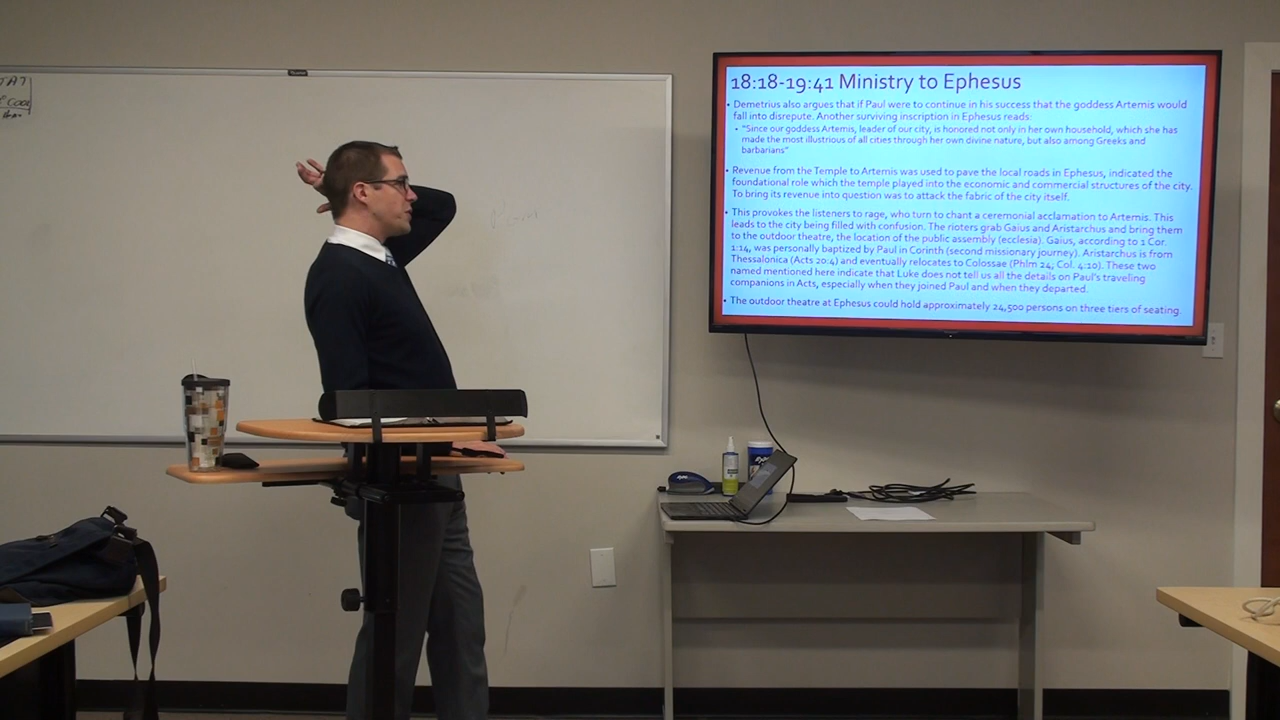 18:18-19:41 Ministry to Ephesus
• Demetrius also argues that if Paul were to continue in his success that the goddess Artemis would
fall into disrepute. Another surviving inscription in Ephesus reads:
• "Since our goddess Artemis, leader of our city, is honored not only in her own household, which she has
made the most illustrious of all cities through her own divine nature, but also among Greeks and
barbarians"
• Revenue from the Temple to Artemis was used to pave the local roads in Ephesus, indicated the
foundational role which the temple played into the economic and commercial structures of the city.
To bring its revenue into question was to attack the fabric of the city itself.
• This provokes the listeners to rage, who turn to chant a ceremonial acclamation to Artemis. This
leads to the city being filled with confusion. The rioters grab Gaius and Aristarchus and bring them
to the outdoor theatre, the location of the public assembly (ecclesia). Gaius, according to 1 Cor.
1:14, was personally baptized by Paul in Corinth (second missionary journey). Aristarchus is from
Thessalonica (Acts 20:4) and eventually relocates to Colossae (Phlm 24; Col. 4:10). These two
named mentioned here indicate that Luke does not tell us all the details on Paul's traveling
companions in Acts, especially when they joined Paul and when they departed.
• The outdoor theatre at Ephesus could hold approximately 24,500 persons on three tiers of seating.